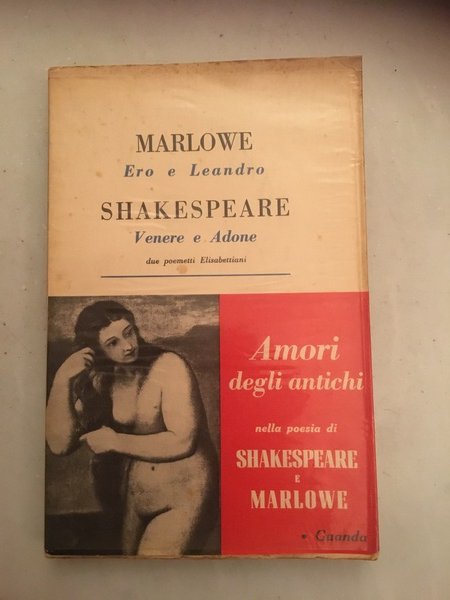 MARLOWE
Ero e Leandro
SHAKESPEARE
Venere e Adone
due poemetti Elisabettiani
Amori
degli antichi
nella poesia di
SHAKESPEARE
E
MARLOWE
• Guanda